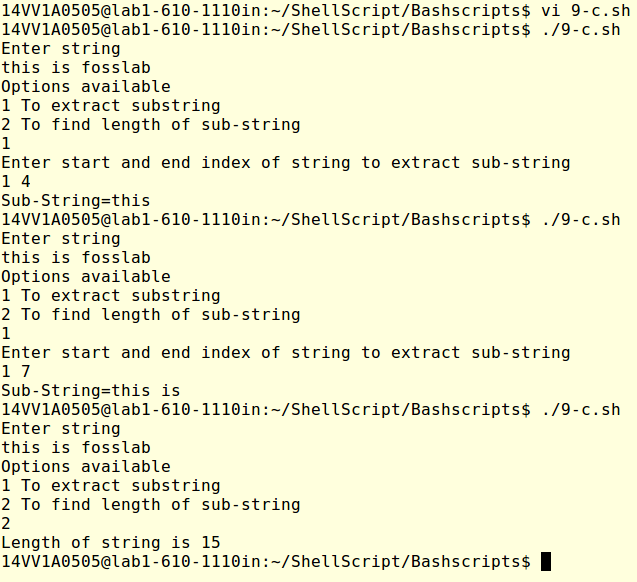 14VV1A0505@lab1-610-1110in:~/ShellScript/Bashscripts$ vi 9-c.sh
14VV1A0505@lab1-610-1110in:~/ShellScript/Bashscripts$ ./9-c.sh
Enter string
this is fosslab
Options available
1 To extract substring
2 To find length of sub-string
1
Enter start and end index of string to extract sub-string
1 4
Sub-String=this
14VV1A0505@lab1-610-1110in:~/ShellScript/Bashscripts$ ./9-c.sh
Enter string
this is fosslab
Options available
1 To extract substring
2 To find length of sub-string
1
Enter start and end index of string to extract sub-string
1 7
Sub-String=this is
14VV1A0505@lab1-610-1110in:~/ShellScript/Bashscripts$ ./9-c.sh
Enter string
this is fosslab
Options available
1 To extract substring
2 To find length of sub-string
2
Length of string is 15
14VV1A0505@lab1-610-1110in:~/ShellScript/Bashscripts$